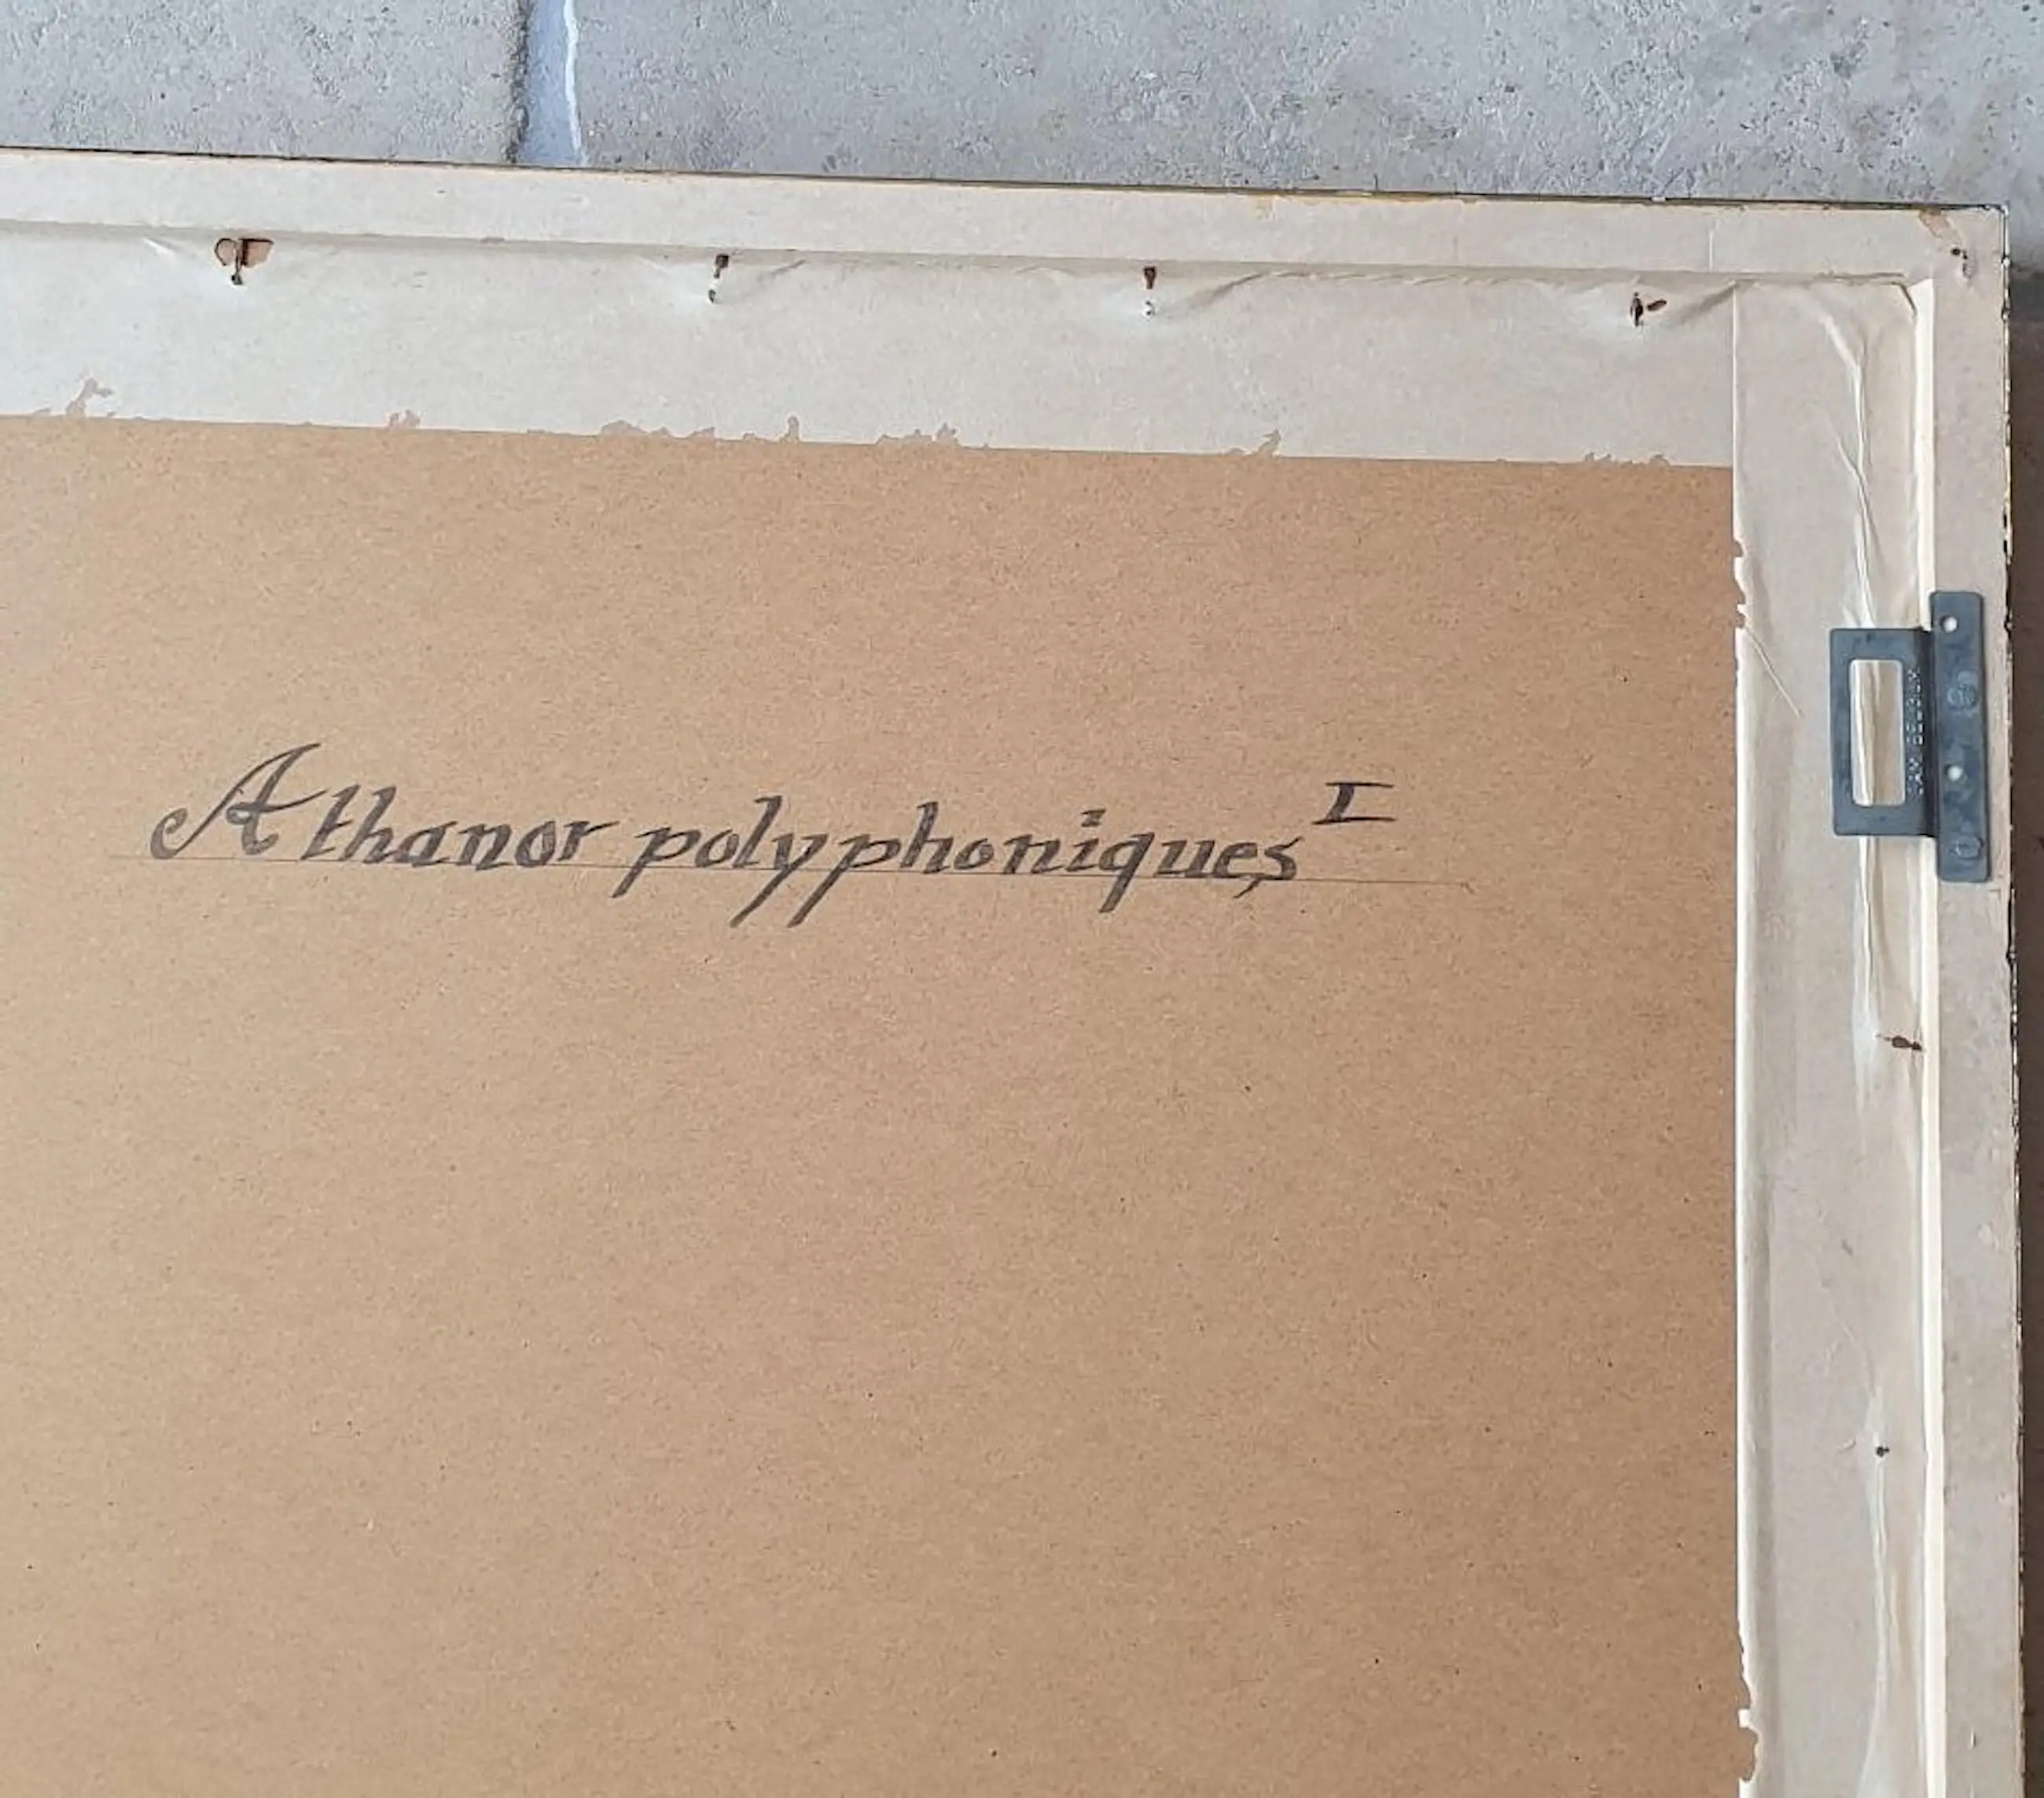 Athanor polyphoniques I